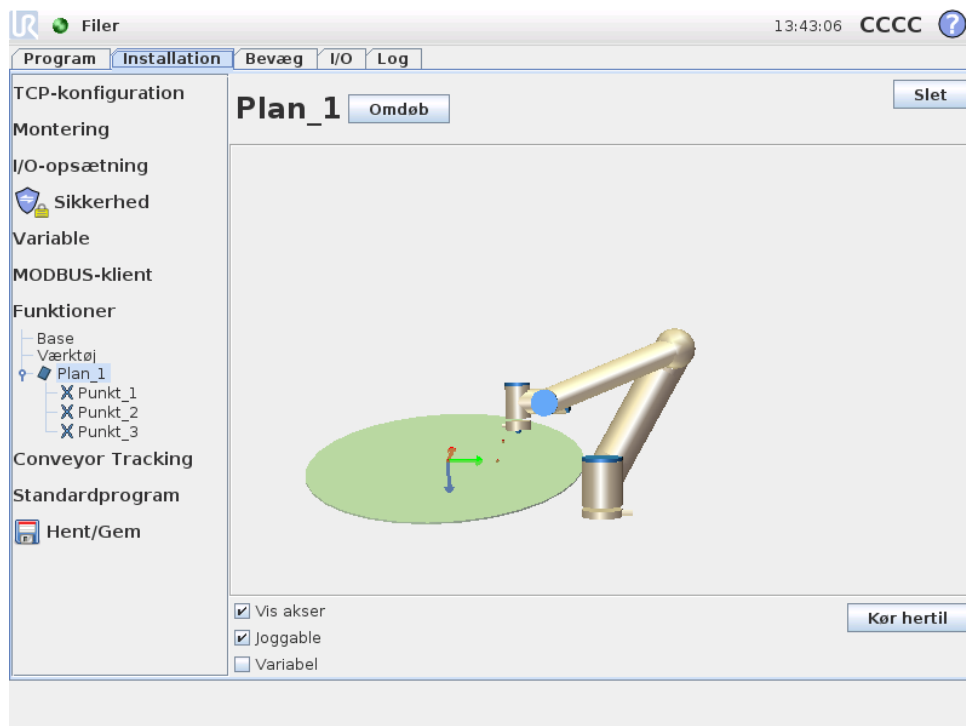 UR Filer 13:43:06 CCCC ?
Program Installation Bevæg I/O Log
TCP-konfiguration
Montering
I/O-opsætning
Sikkerhed
Variable
MODBUS-klient
Funktioner
Base
Værktøj
Plan_1
Punkt_1
Punkt_2
Punkt_3
Conveyor Tracking
Standardprogram
Hent/Gem
Plan_1 Omdøb Slet
Vis akser
Joggable
Variabel
Kør hertil